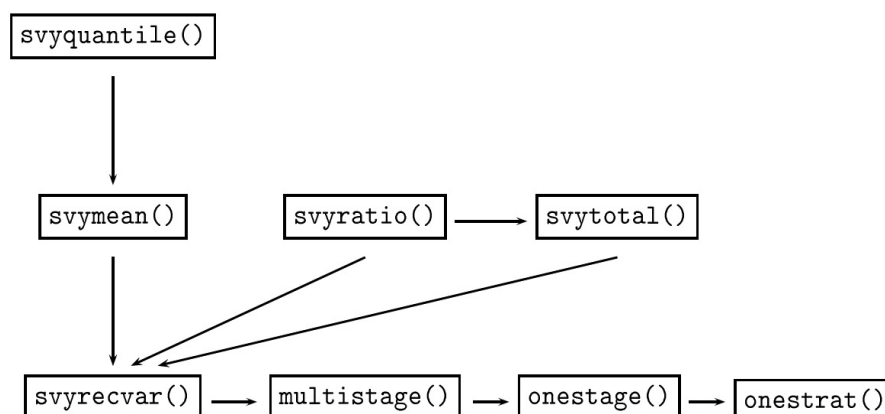 svyquantile()
svymean()
svyratio()
svytotal()
svyrecvar()
multistage()
onestage()
onestrat()